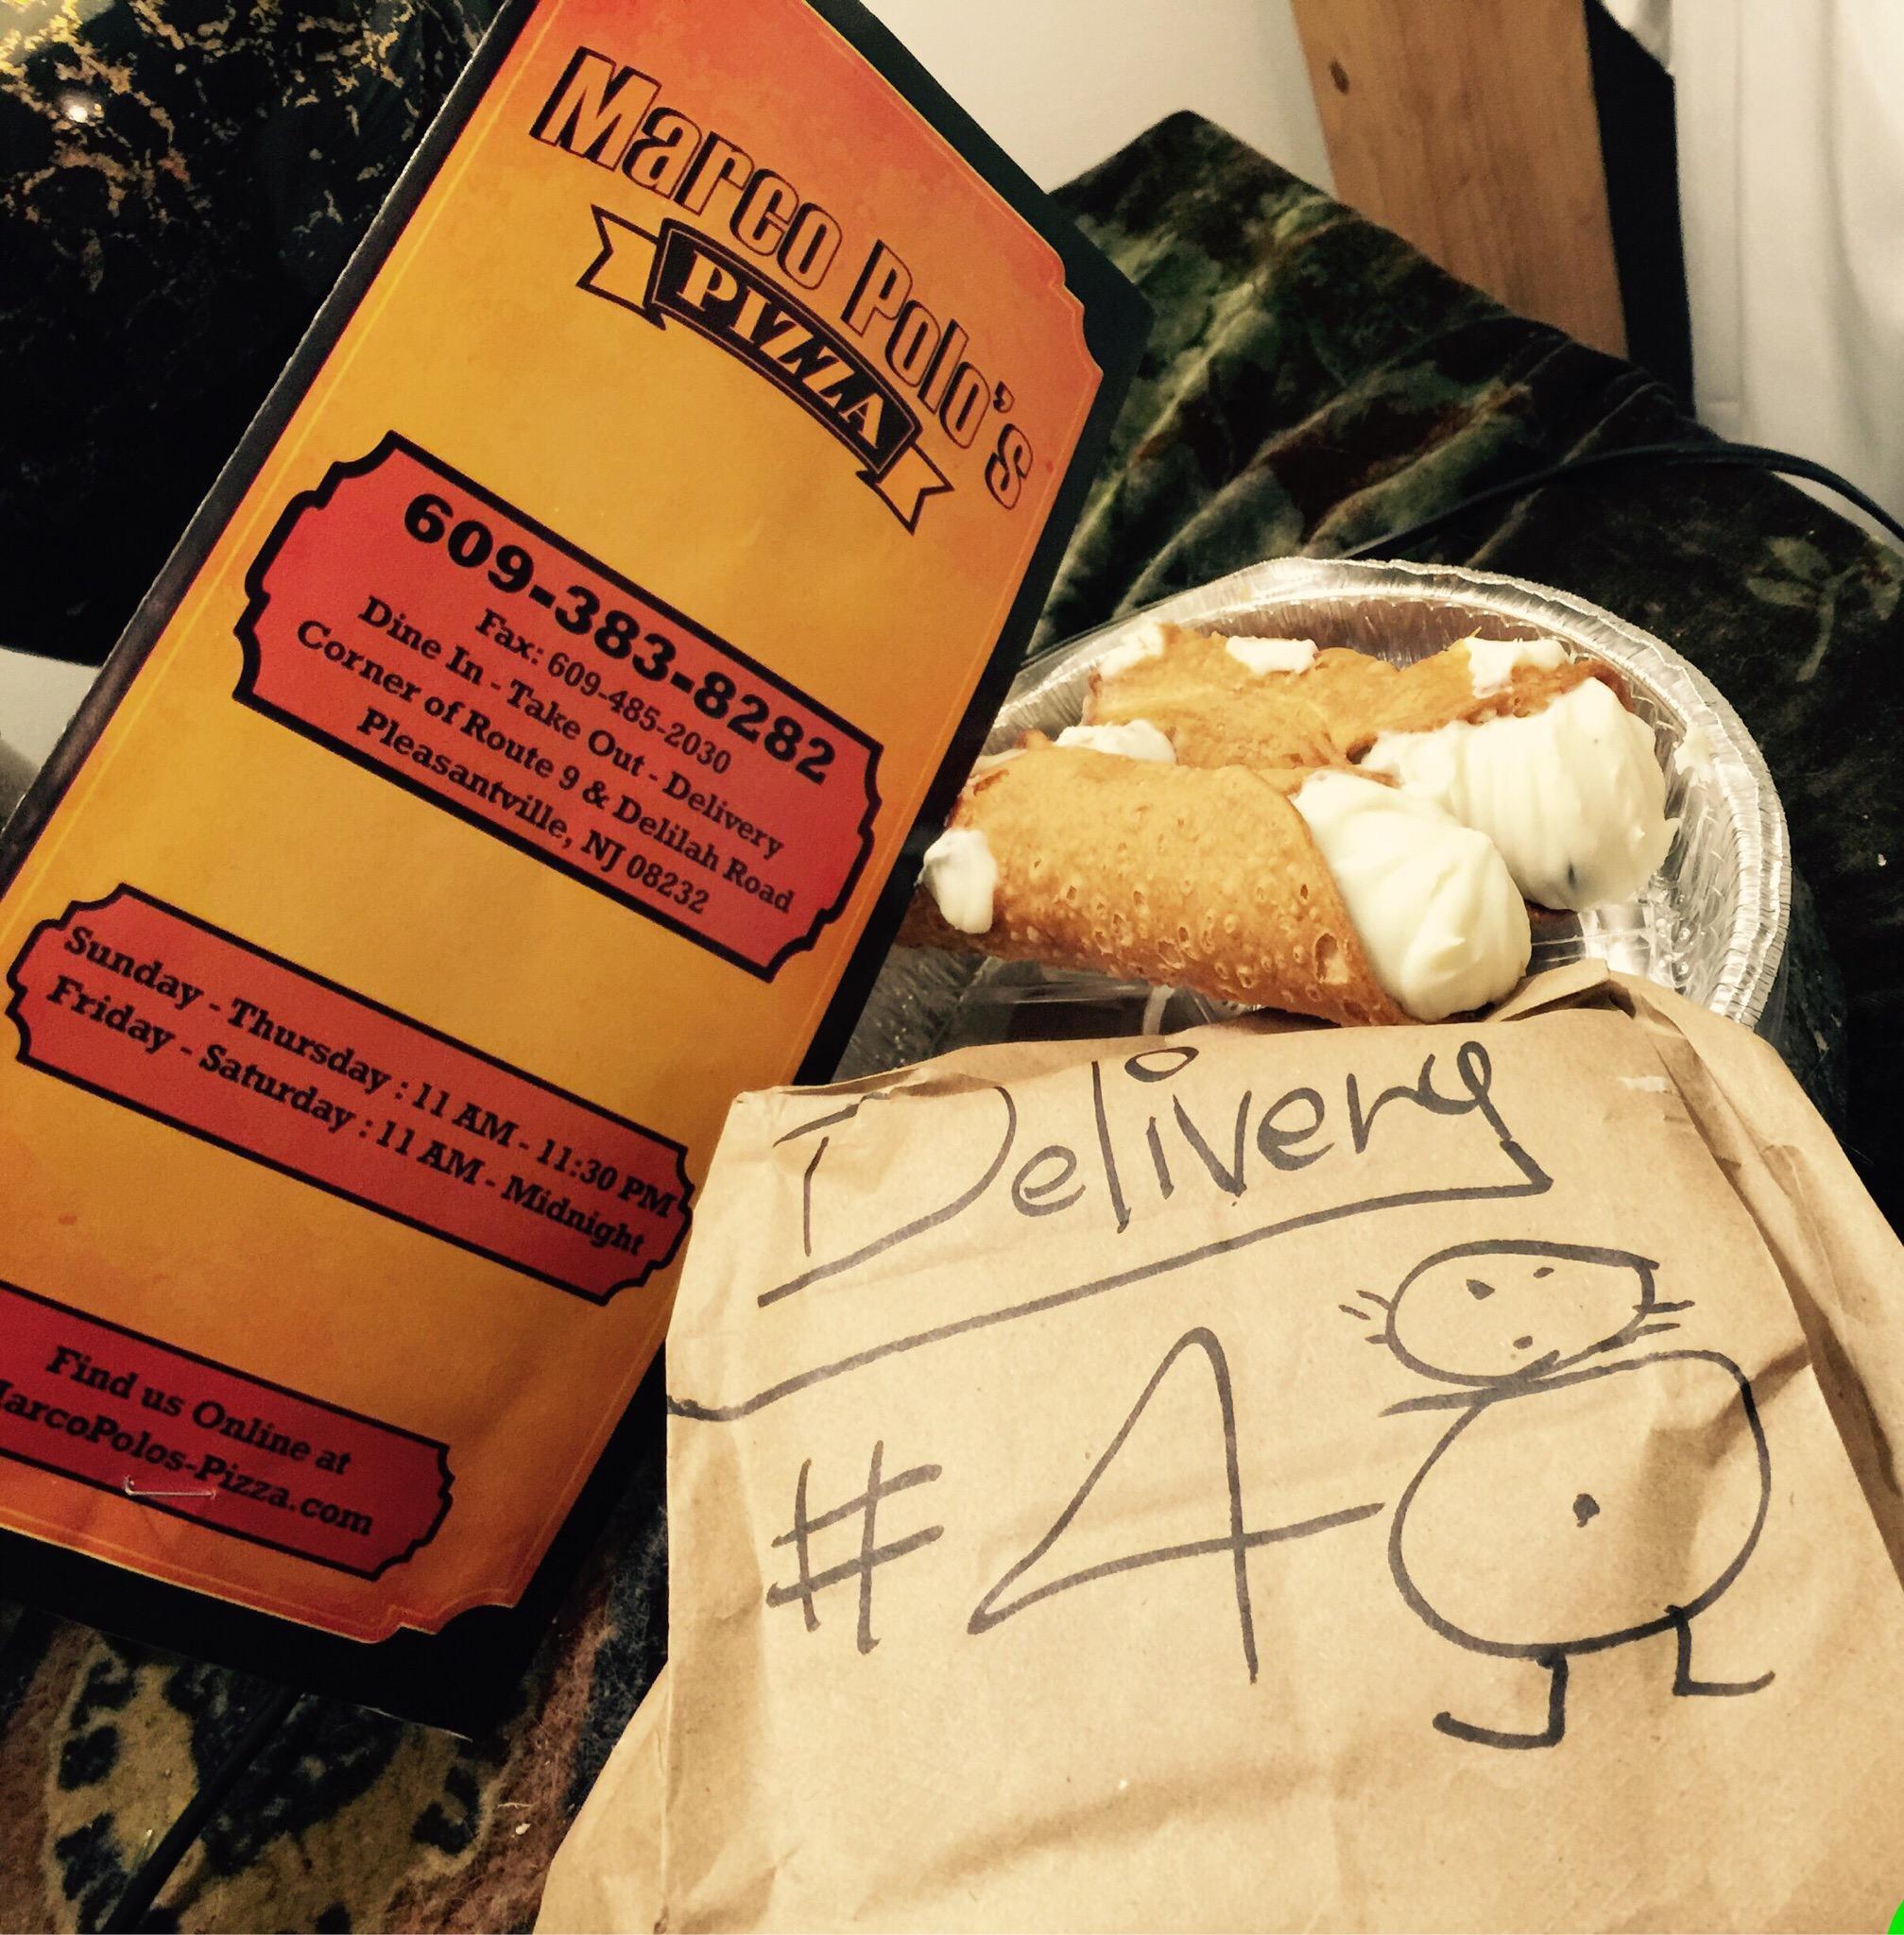 Marco Polo's
PIZZA
609-383-8282
Fax: 609-485-2030
Dine In - Take Out - Delivery
Corner of Route 9 & Delilah Road
Pleasantville, NJ 08232
Sunday - Thursday : 11 AM - 11:30 PM
Friday - Saturday : 11 AM - Midnight
Find us Online at
MarcoPolos-Pizza.com
Delivery
#48